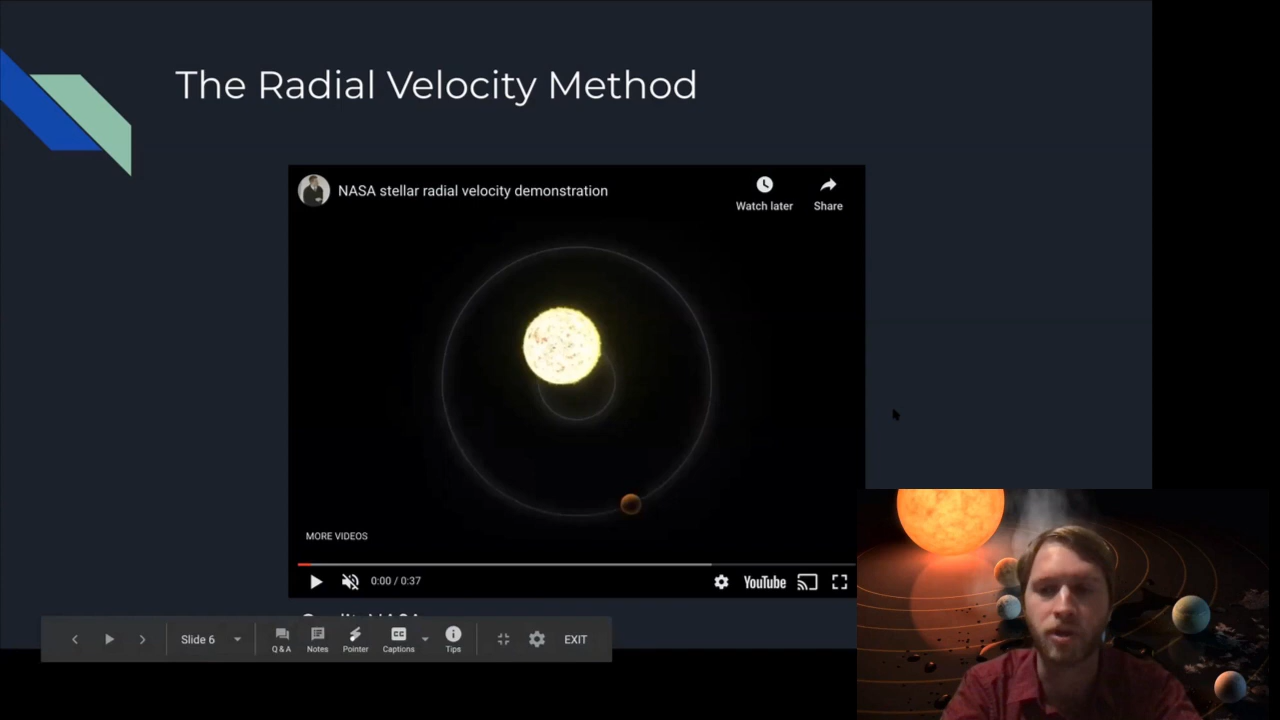 The Radial Velocity Method
NASA stellar radial velocity demonstration
Watch later
Share
MORE VIDEOS
0:00 / 0:37
YouTube
Slide 6
Q & A
Notes
Pointer
CC
Captions
Tips
EXIT